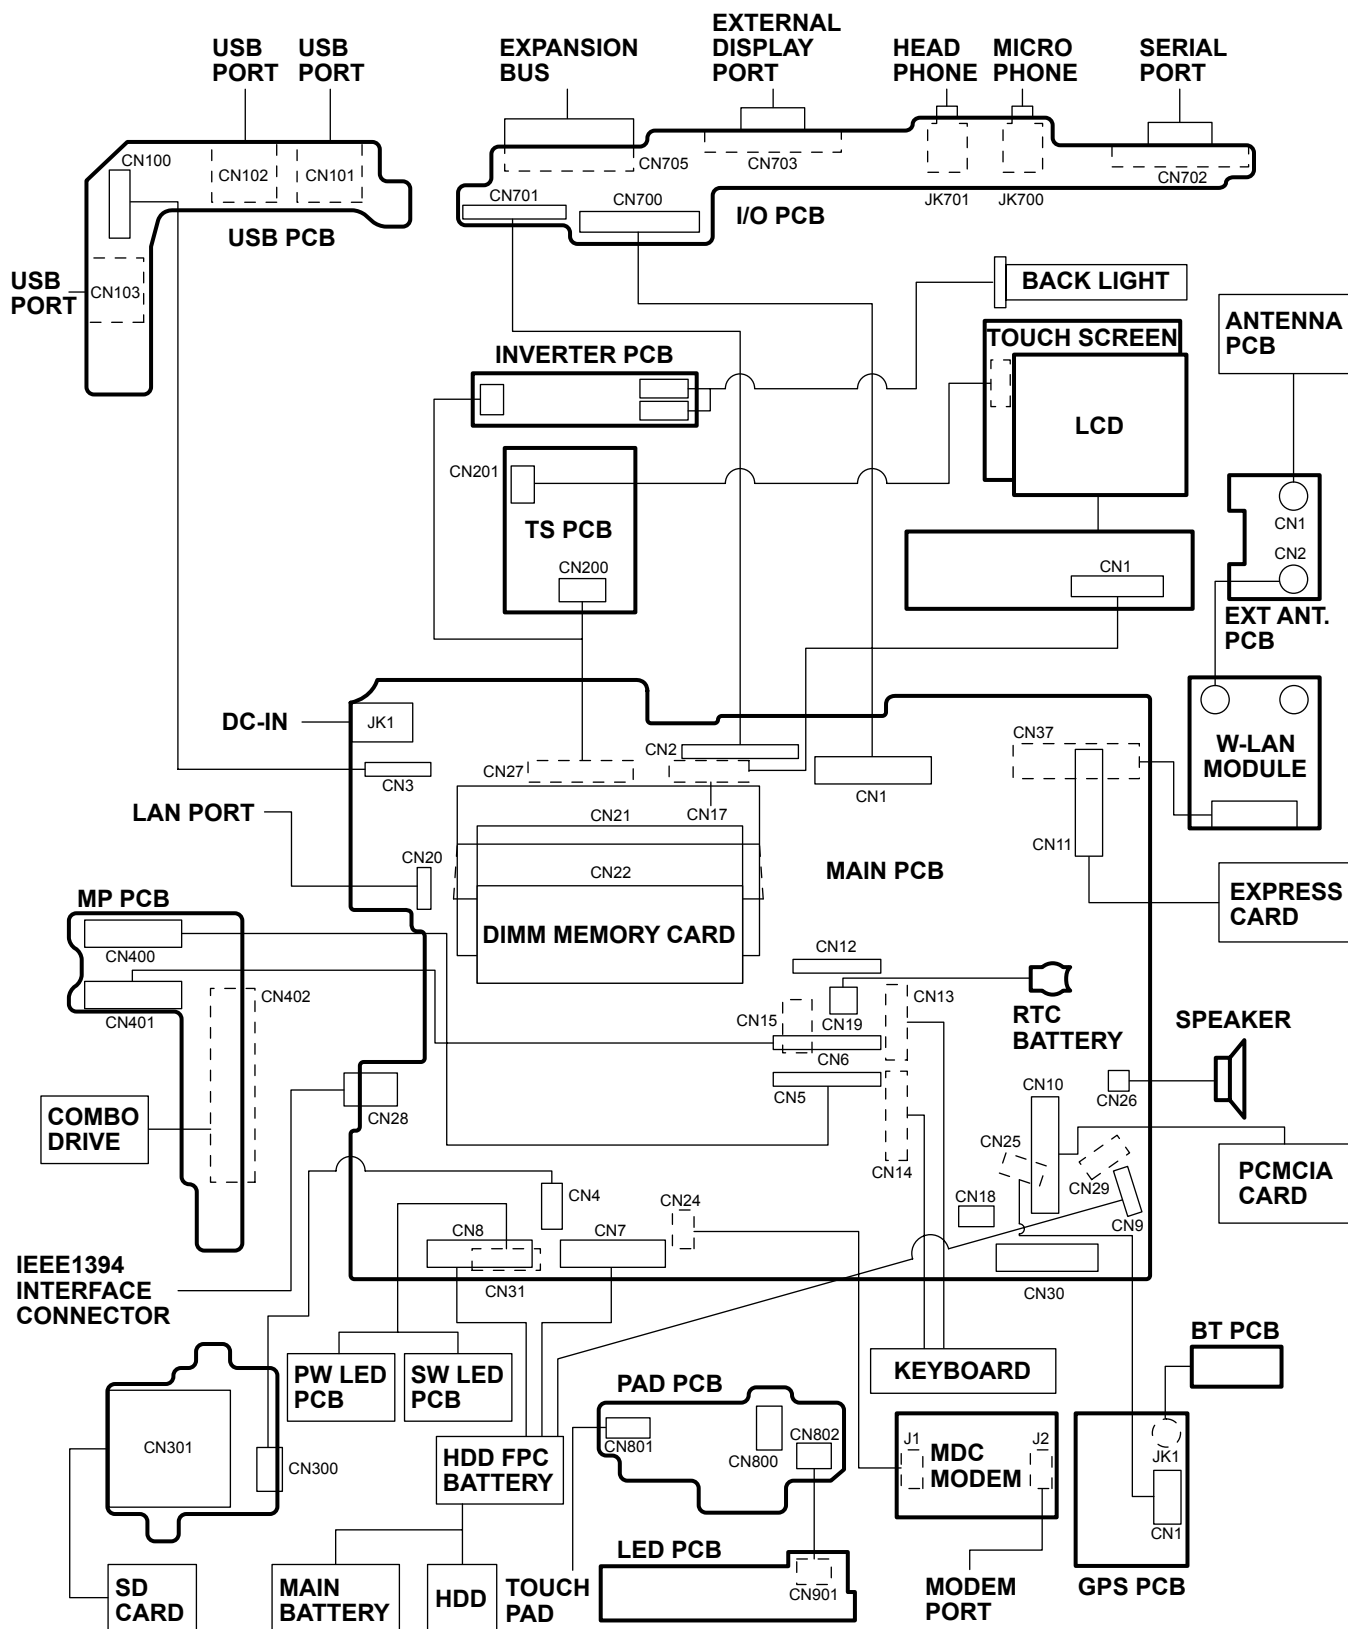 USB
PORT
USB
PORT
EXPANSION
BUS
EXTERNAL
DISPLAY
PORT
HEAD
PHONE
MICRO
PHONE
SERIAL
PORT
CN100
CN102
CN101
CN705
CN703
CN702
CN701
CN700
JK701
JK700
USB PCB
I/O PCB
USB
PORT
CN103
BACK LIGHT
ANTENNA
PCB
INVERTER PCB
TOUCH SCREEN
LCD
CN201
TS PCB
CN200
CN1
CN1
CN2
EXT ANT.
PCB
DC-IN
JK1
CN2
CN37
W-LAN
MODULE
CN3
CN27
CN17
CN1
LAN PORT
CN21
CN11
CN20
CN22
MAIN PCB
EXPRESS
CARD
MP PCB
DIMM MEMORY CARD
CN400
CN12
CN402
CN401
CN15
CN19
CN13
RTC
BATTERY
SPEAKER
CN6
CN5
CN10
CN26
COMBO
DRIVE
CN28
CN25
CN14
CN29
PCMCIA
CARD
CN4
CN24
CN18
CN9
CN8
CN7
IEEE1394
INTERFACE
CONNECTOR
CN31
CN30
BT PCB
PW LED
PCB
SW LED
PCB
KEYBOARD
PAD PCB
CN301
CN300
HDD FPC
BATTERY
CN801
CN800
CN802
J1
MDC
MODEM
J2
JK1
CN1
LED PCB
SD
CARD
MAIN
BATTERY
HDD
TOUCH
PAD
CN901
MODEM
PORT
GPS PCB